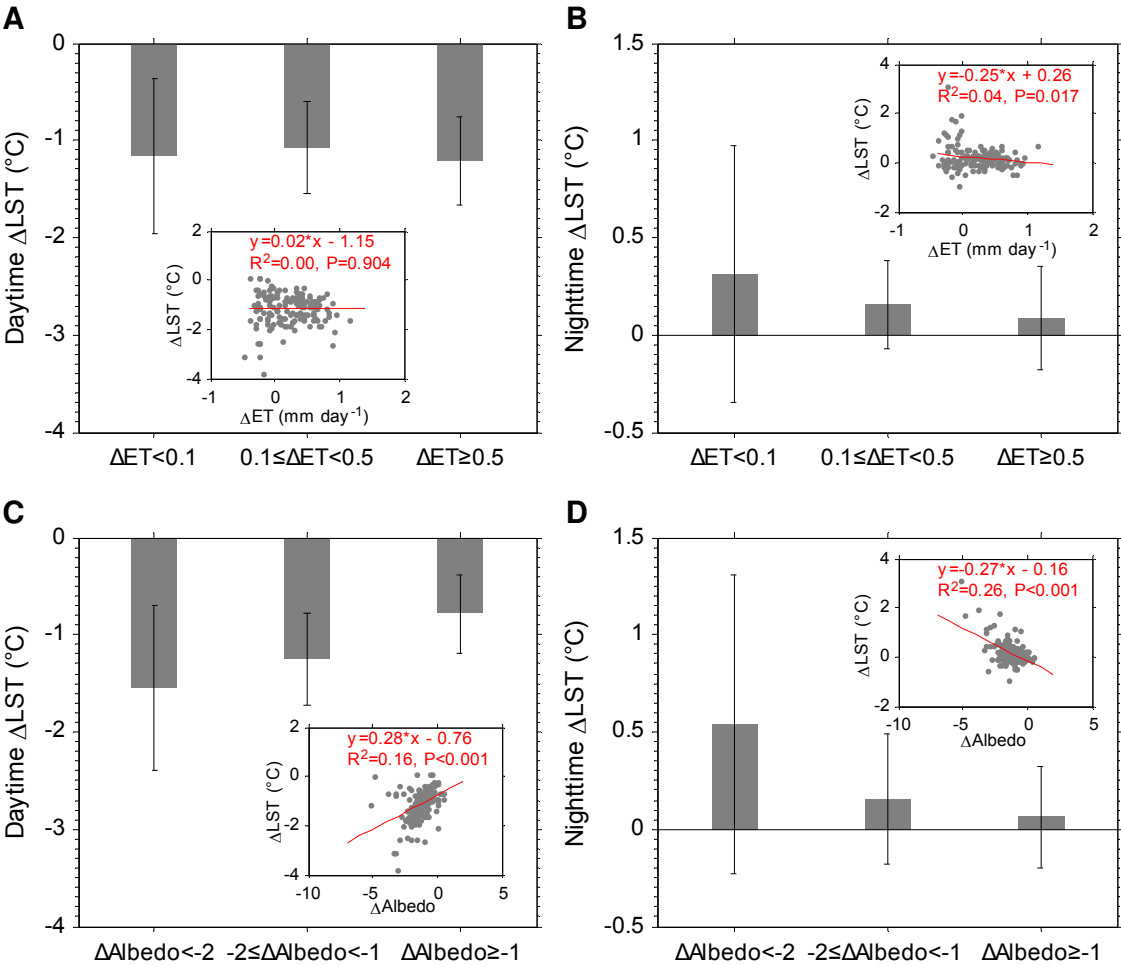 A
Daytime ΔLST (°C)
0
-1
-2
-3
-4
ΔET<0.1 0.1≤ΔET<0.5 ΔET≥0.5
y=0.02*x - 1.15
R²=0.00, P=0.904
ΔLST (°C)
2
0
-2
-4
-1 0 1 2
ΔET (mm day⁻¹)
B
Nighttime ΔLST (°C)
1.5
1
0.5
0
-0.5
ΔET<0.1 0.1≤ΔET<0.5 ΔET≥0.5
y=-0.25*x + 0.26
R²=0.04, P=0.017
ΔLST (°C)
4
2
0
-2
-1 0 1 2
ΔET (mm day⁻¹)
C
Daytime ΔLST (°C)
0
-1
-2
-3
-4
ΔAlbedo<-2 -2≤ΔAlbedo<-1 ΔAlbedo≥-1
y=0.28*x - 0.76
R²=0.16, P<0.001
ΔLST (°C)
2
0
-2
-4
-10 -5 0 5
ΔAlbedo
D
Nighttime ΔLST (°C)
1.5
1
0.5
0
-0.5
ΔAlbedo<-2 -2≤ΔAlbedo<-1 ΔAlbedo≥-1
y=-0.27*x - 0.16
R²=0.26, P<0.001
ΔLST (°C)
4
2
0
-2
-10 -5 0 5
ΔAlbedo